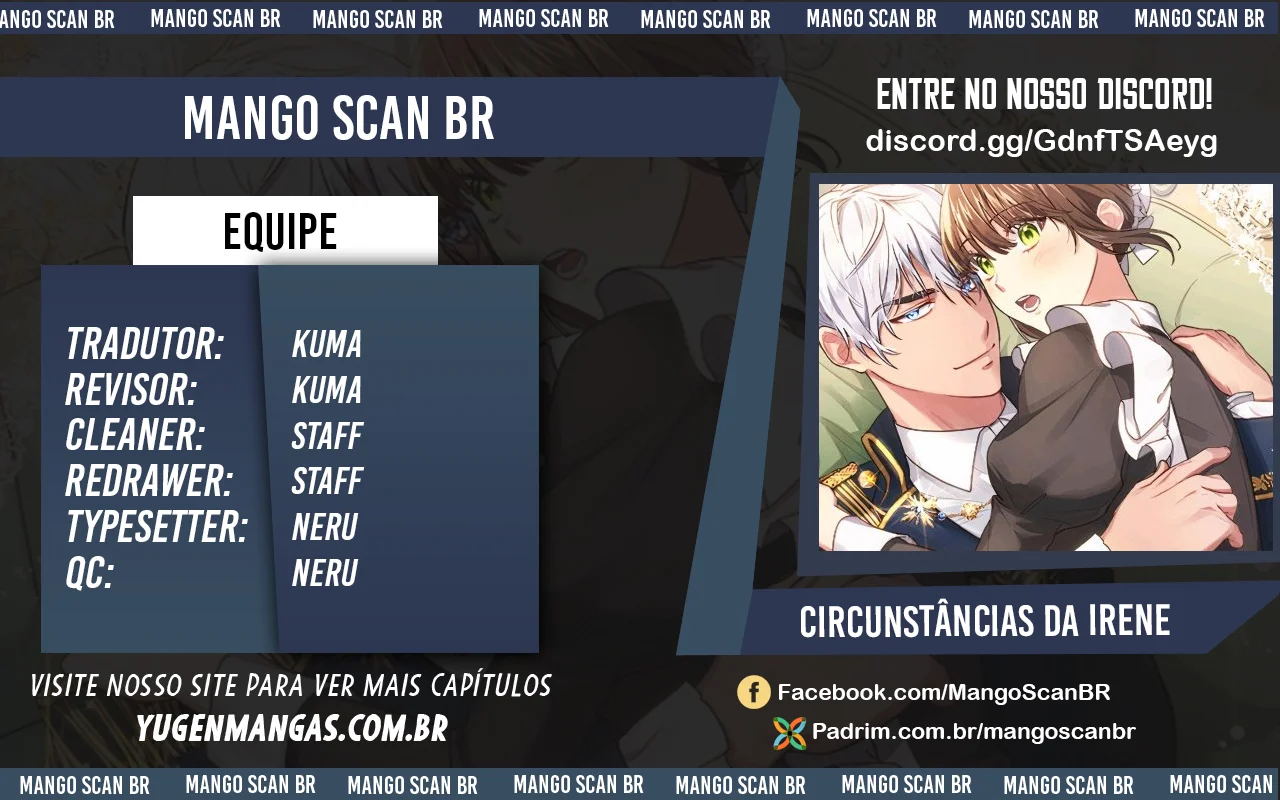 ANGO SCAN BR MANGO SCAN BR MANGO SCAN BR MANGO SCAN BR MANGO SCAN BR MANGO SCAN BR MANGO SCAN BR MANGO SCAN BR
MANGO SCAN BR
ENTRE NO NOSSO DISCORD!
discord.gg/GdnfTSAeyg
EQUIPE
TRADUTOR: KUMA
REVISOR: KUMA
CLEANER: STAFF
REDRAWER: STAFF
TYPESETTER: NERU
QC: NERU
CIRCUNSTÂNCIAS DA IRENE
VISITE NOSSO SITE PARA VER MAIS CAPÍTULOS
YUGENMANGAS.COM.BR
Facebook.com/MangoScanBR
Padrim.com.br/mangoscanbr
MANGO SCAN BR MANGO SCAN BR MANGO SCAN BR MANGO SCAN BR MANGO SCAN BR MANGO SCAN BR MANGO SCAN BR MANGO SCAN